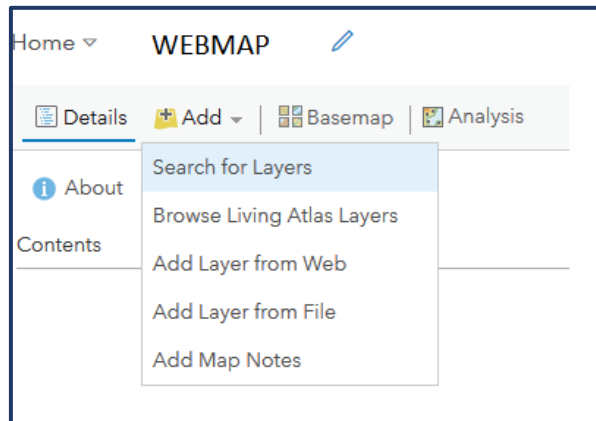 Home WEBMAP
Details Add Basemap Analysis
Search for Layers
About
Browse Living Atlas Layers
Contents
Add Layer from Web
Add Layer from File
Add Map Notes